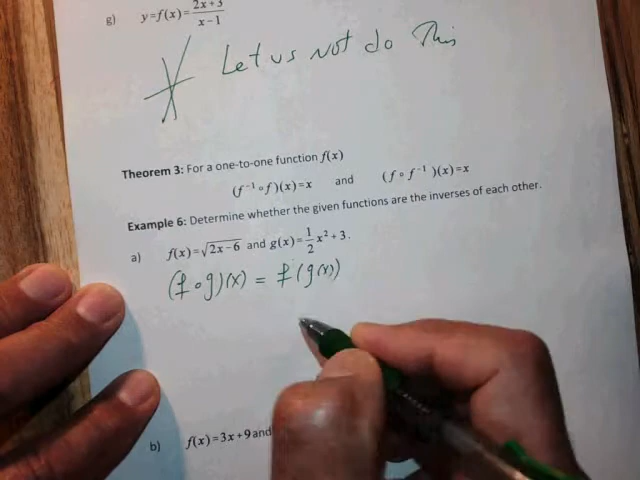 g) y=f(x)=2x+3/x-1
Let us Not do This
Theorem 3: For a one-to-one function f(x)
(f⁻¹∘f)(x)=x and (f∘f⁻¹)(x)=x
Example 6: Determine whether the given functions are the inverses of each other.
a) f(x)=√2x-6 and g(x)=1/2x²+3.
(f∘g)(x) = f(g(x))
b) f(x)=3x+9 and